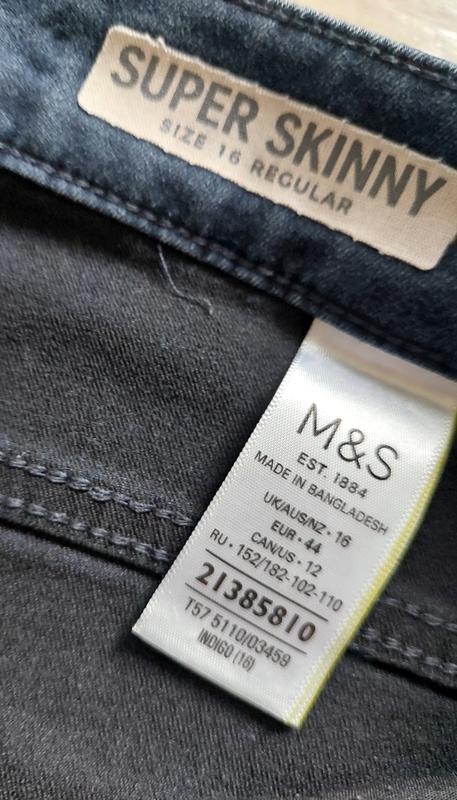 SUPER SKINNY
SIZE 16 REGULAR
M&S
EST. 1884
MADE IN BANGLADESH
UK/AUS/NZ · 16
EUR · 44
CAN/US · 12
RU · 152/182-102-110
21385810
T57 5110/03459
INDIGO (16)